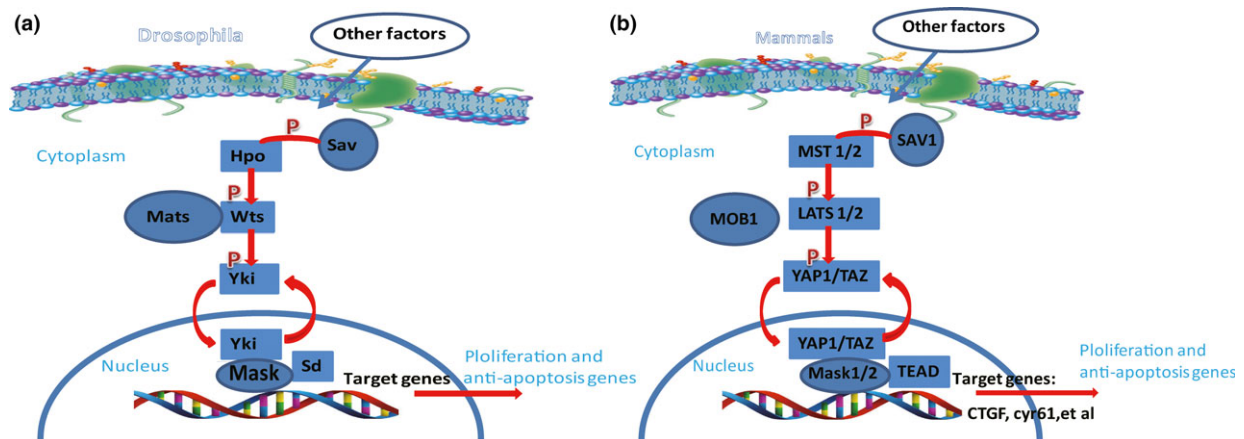 (a)
Drosophila
Other factors
P
Sav
Cytoplasm
Hpo
P
Mats
Wts
P
Yki
Yki
Nucleus
Mask
Sd
Target genes
Ploliferation and
anti-apoptosis genes
(b)
Mammals
Other factors
P
SAV1
Cytoplasm
MST 1/2
P
MOB1
LATS 1/2
P
YAP1/TAZ
YAP1/TAZ
Nucleus
Mask1/2
TEAD
Target genes:
CTGF, cyr61,et al
Ploliferation and
anti-apoptosis genes